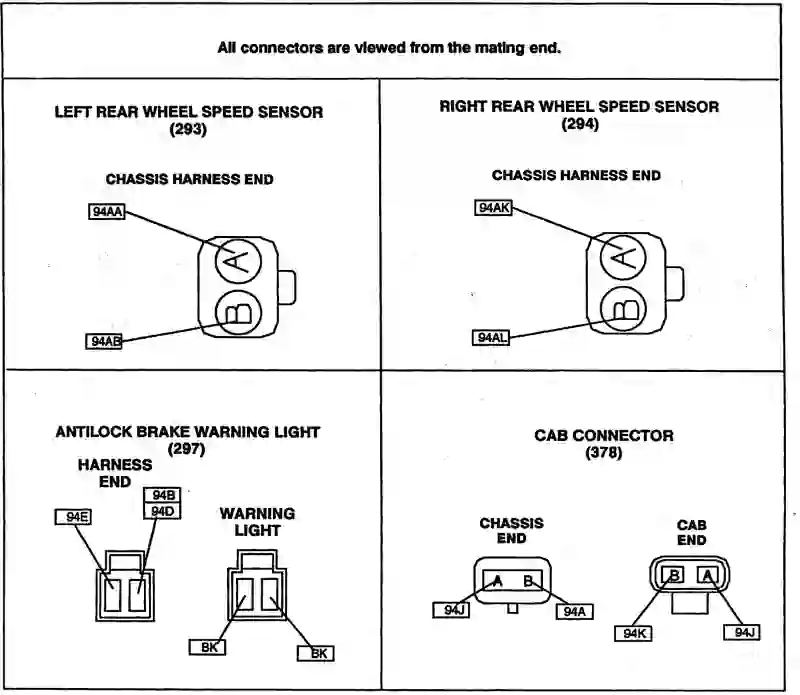 All connectors are viewed from the mating end.
LEFT REAR WHEEL SPEED SENSOR
(293)
CHASSIS HARNESS END
94AA
A
B
94AB
RIGHT REAR WHEEL SPEED SENSOR
(294)
CHASSIS HARNESS END
94AK
A
B
94AL
ANTILOCK BRAKE WARNING LIGHT
(297)
HARNESS
END
94B
94D
94E
WARNING
LIGHT
BK
BK
CAB CONNECTOR
(378)
CHASSIS
END
A B
94J
94A
CAB
END
B A
94K
94J